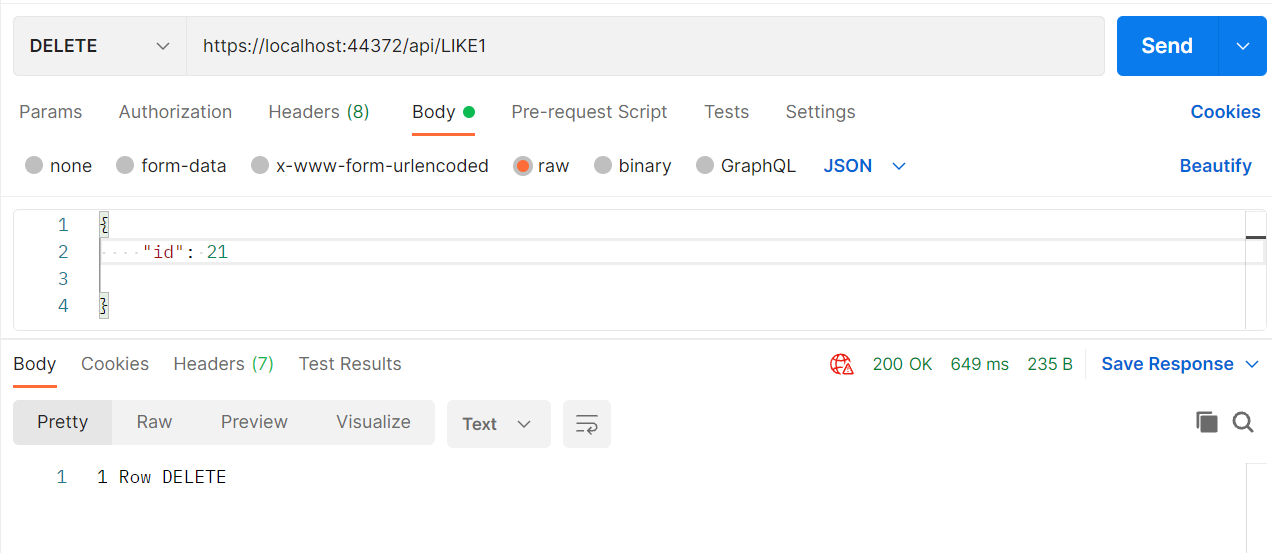 DELETE https://localhost:44372/api/LIKE1 Send
Params Authorization Headers (8) Body Pre-request Script Tests Settings Cookies
none form-data x-www-form-urlencoded raw binary GraphQL JSON Beautify
1 {
2 "id": 21
3
4 }
Body Cookies Headers (7) Test Results 200 OK 649 ms 235 B Save Response
Pretty Raw Preview Visualize Text
1 1 Row DELETE